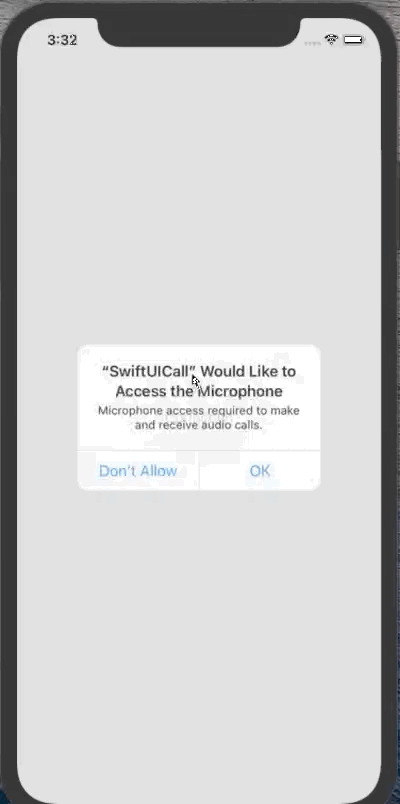 3:32
“SwiftUICall” Would Like to
Access the Microphone
Microphone access required to make
and receive audio calls.
Don't Allow
OK